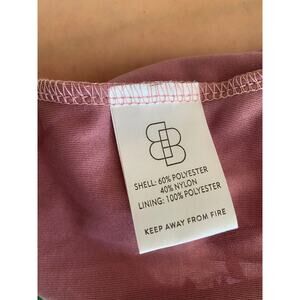 SHELL: 60% POLYESTER
40% NYLON
LINING: 100% POLYESTER
KEEP AWAY FROM FIRE